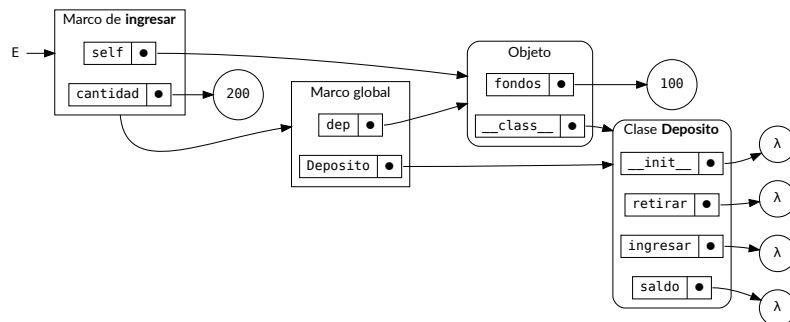 Marco de ingresar
E
self
cantidad
200
Marco global
dep
Deposito
Objeto
fondos
__class__
100
Clase Deposito
__init__
λ
retirar
λ
ingresar
λ
saldo
λ